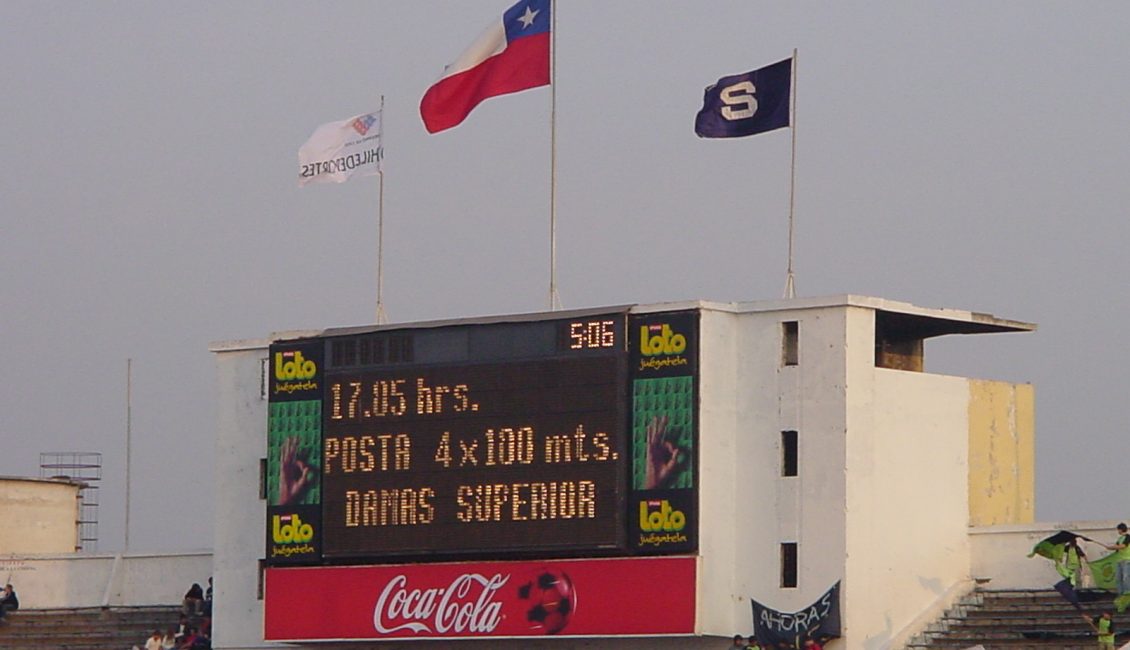 S
CHILEDEPORTES
5:06
Loto
juégatela
17.05 hrs.
POSTA 4x100 mts.
DAMAS SUPERIOR
Loto
juégatela
Loto
juégatela
Loto
juégatela
Coca-Cola
AHORAS